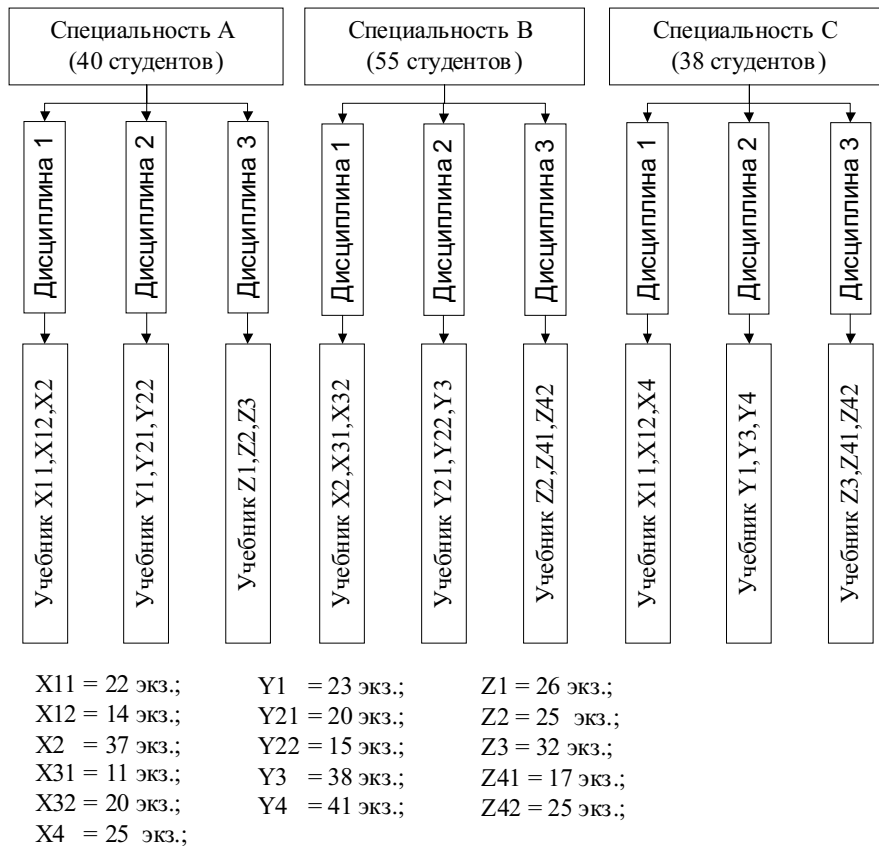 Специальность A
(40 студентов)
Специальность B
(55 студентов)
Специальность C
(38 студентов)
Дисциплина 1
Дисциплина 2
Дисциплина 3
Дисциплина 1
Дисциплина 2
Дисциплина 3
Дисциплина 1
Дисциплина 2
Дисциплина 3
Учебник X11,X12,X2
Учебник Y1,Y21,Y22
Учебник Z1,Z2,Z3
Учебник X2,X31,X32
Учебник Y21,Y22,Y3
Учебник Z2,Z41,Z42
Учебник X11,X12,X4
Учебник Y1,Y3,Y4
Учебник Z3,Z41,Z42
X11 = 22 экз.;
X12 = 14 экз.;
X2 = 37 экз.;
X31 = 11 экз.;
X32 = 20 экз.;
X4 = 25 экз.;
Y1 = 23 экз.;
Y21 = 20 экз.;
Y22 = 15 экз.;
Y3 = 38 экз.;
Y4 = 41 экз.;
Z1 = 26 экз.;
Z2 = 25 экз.;
Z3 = 32 экз.;
Z41 = 17 экз.;
Z42 = 25 экз.;